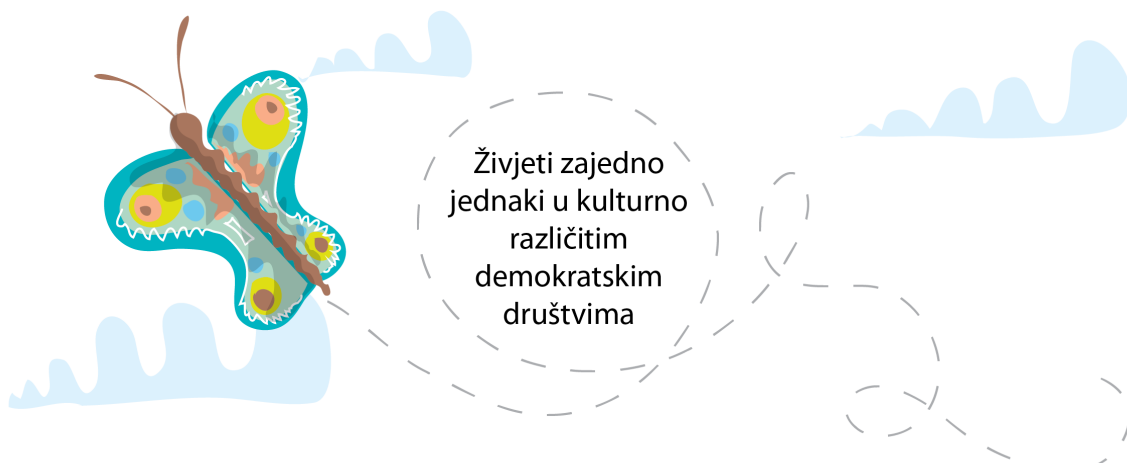 Živjeti zajedno
jednaki u kulturno
različitim
demokratskim
društvima